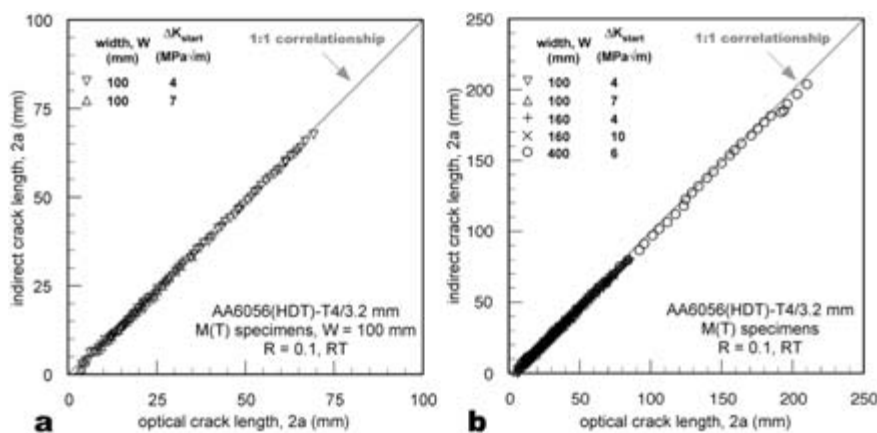 100
75
50
25
0
0 25 50 75 100
indirect crack length, 2a (mm)
optical crack length, 2a (mm)
width, W (mm) ΔKstart (MPa√m)
▽ 100 4
△ 100 7
1:1 correlationship
AA6056(HDT)-T4/3.2 mm
M(T) specimens, W = 100 mm
R = 0.1, RT
a
250
200
150
100
50
0
0 50 100 150 200 250
indirect crack length, 2a (mm)
optical crack length, 2a (mm)
width, W (mm) ΔKstart (MPa√m)
▽ 100 4
△ 100 7
+ 160 4
× 160 10
○ 400 6
1:1 correlationship
AA6056(HDT)-T4/3.2 mm
M(T) specimens
R = 0.1, RT
b